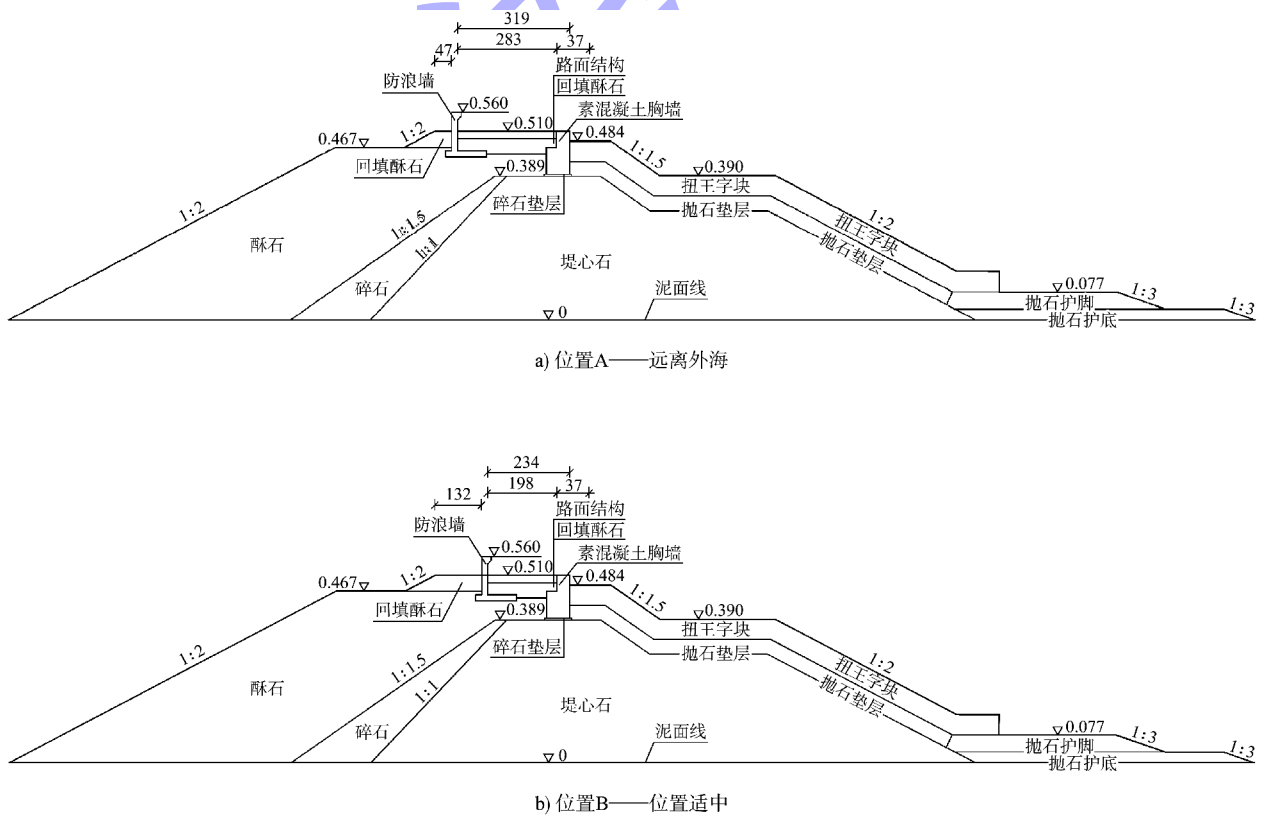 319
283
37
47
路面结构
防浪墙
回填酥石
0.560
素混凝土胸墙
0.510
0.484
0.467
1:2
1:1.5
回填酥石
0.389
0.390
扭王字块
碎石垫层
抛石垫层
1:2
1:2
扭王字块
1:1.5
抛石垫层
酥石
1:1
堤心石
碎石
泥面线
0.077
1:3
抛石护脚
1:3
0
抛石护底
a) 位置A——远离外海
234
198
37
132
路面结构
防浪墙
回填酥石
0.560
素混凝土胸墙
0.510
0.484
0.467
1:2
1:1.5
回填酥石
0.389
0.390
扭王字块
碎石垫层
抛石垫层
1:2
1:2
扭王字块
1:1.5
抛石垫层
酥石
1:1
堤心石
碎石
泥面线
0.077
1:3
抛石护脚
1:3
0
抛石护底
b) 位置B——位置适中